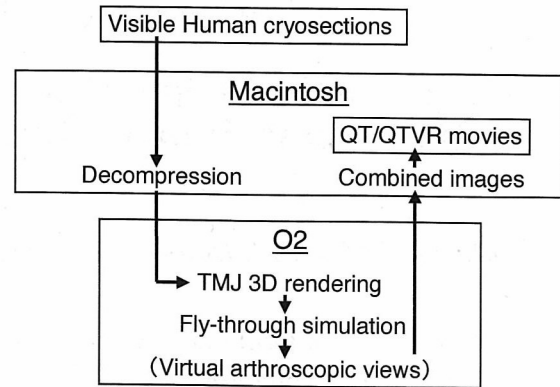 Visible Human cryosections
Macintosh
QT/QTVR movies
Decompression
Combined images
O2
TMJ 3D rendering
Fly-through simulation
(Virtual arthroscopic views)